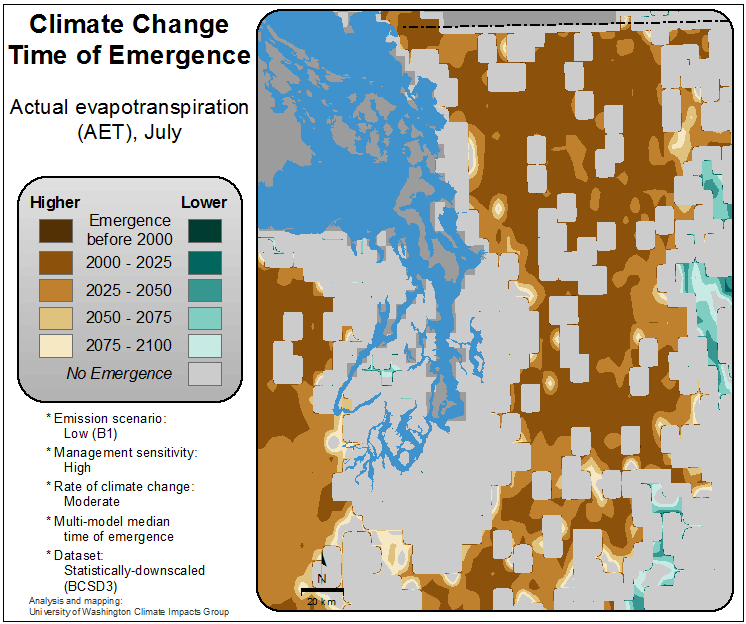 Climate Change
Time of Emergence
Actual evapotranspiration
(AET), July
Higher Lower
Emergence
before 2000
2000 - 2025
2025 - 2050
2050 - 2075
2075 - 2100
No Emergence
* Emission scenario:
Low (B1)
* Management sensitivity:
High
* Rate of climate change:
Moderate
* Multi-model median
time of emergence
* Dataset:
Statistically-downscaled
(BCSD3)
Analysis and mapping:
University of Washington Climate Impacts Group
N
20 km